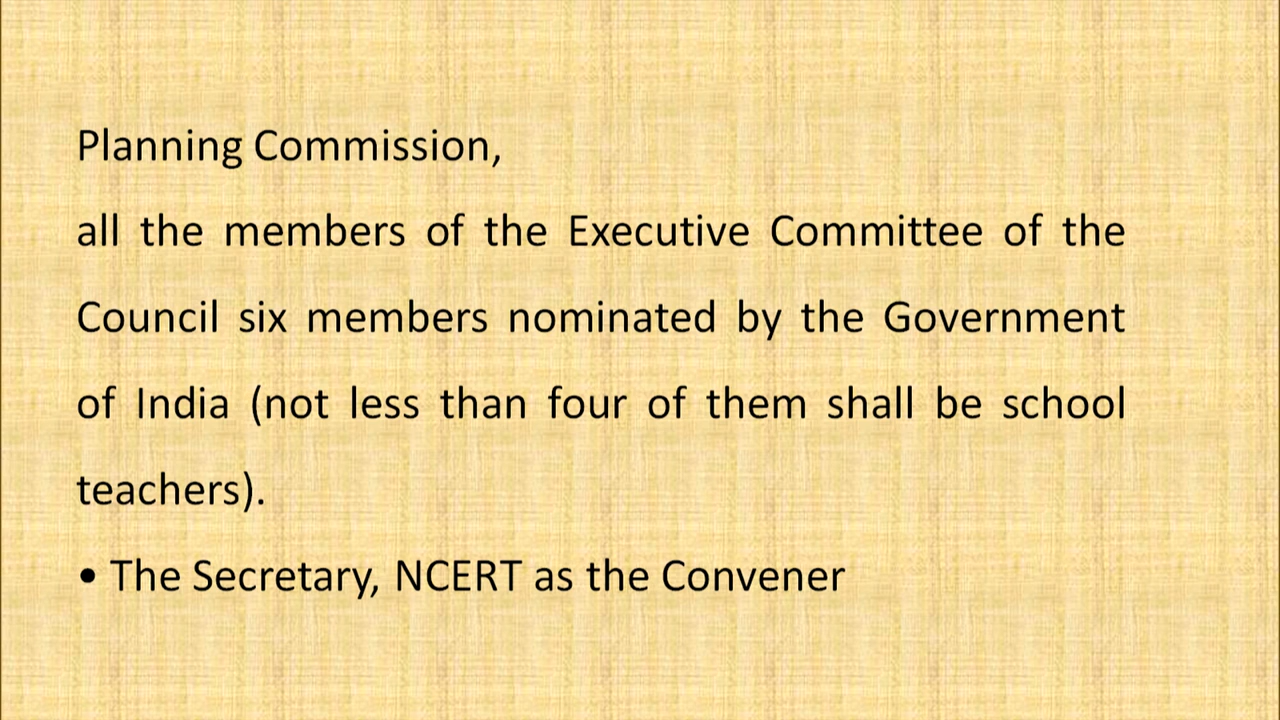 Planning Commission,
all the members of the Executive Committee of the
Council six members nominated by the Government
of India (not less than four of them shall be school
teachers).
• The Secretary, NCERT as the Convener